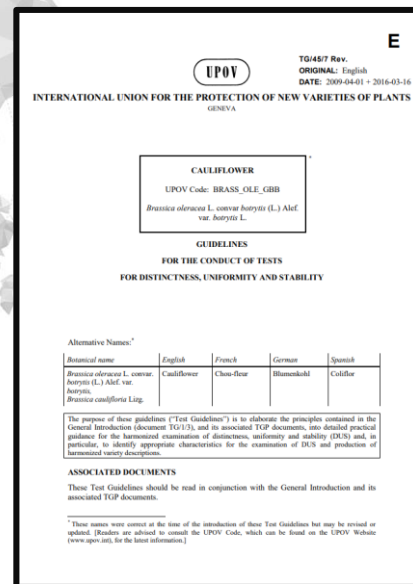 E
UPOV
TG/45/7 Rev.
ORIGINAL: English
DATE: 2009-04-01 + 2016-03-16
INTERNATIONAL UNION FOR THE PROTECTION OF NEW VARIETIES OF PLANTS
GENEVA
*
CAULIFLOWER
UPOV Code: BRASS_OLE_GBB
Brassica oleracea L. convar botrytis (L.) Alef.
var. botrytis L.
GUIDELINES
FOR THE CONDUCT OF TESTS
FOR DISTINCTNESS, UNIFORMITY AND STABILITY
Alternative Names:*
Botanical name English French German Spanish
Brassica oleracea L. convar. Cauliflower Chou-fleur Blumenkohl Coliflor
botrytis (L.) Alef. var.
botrytis,
Brassica cauliflora Lizg.
The purpose of these guidelines (“Test Guidelines”) is to elaborate the principles contained in the
General Introduction (document TG/1/3), and its associated TGP documents, into detailed practical
guidance for the harmonized examination of distinctness, uniformity and stability (DUS) and, in
particular, to identify appropriate characteristics for the examination of DUS and production of
harmonized variety descriptions.
ASSOCIATED DOCUMENTS
These Test Guidelines should be read in conjunction with the General Introduction and its
associated TGP documents.
* These names were correct at the time of the introduction of these Test Guidelines but may be revised or
updated. [Readers are advised to consult the UPOV Code, which can be found on the UPOV Website
(www.upov.int), for the latest information.]